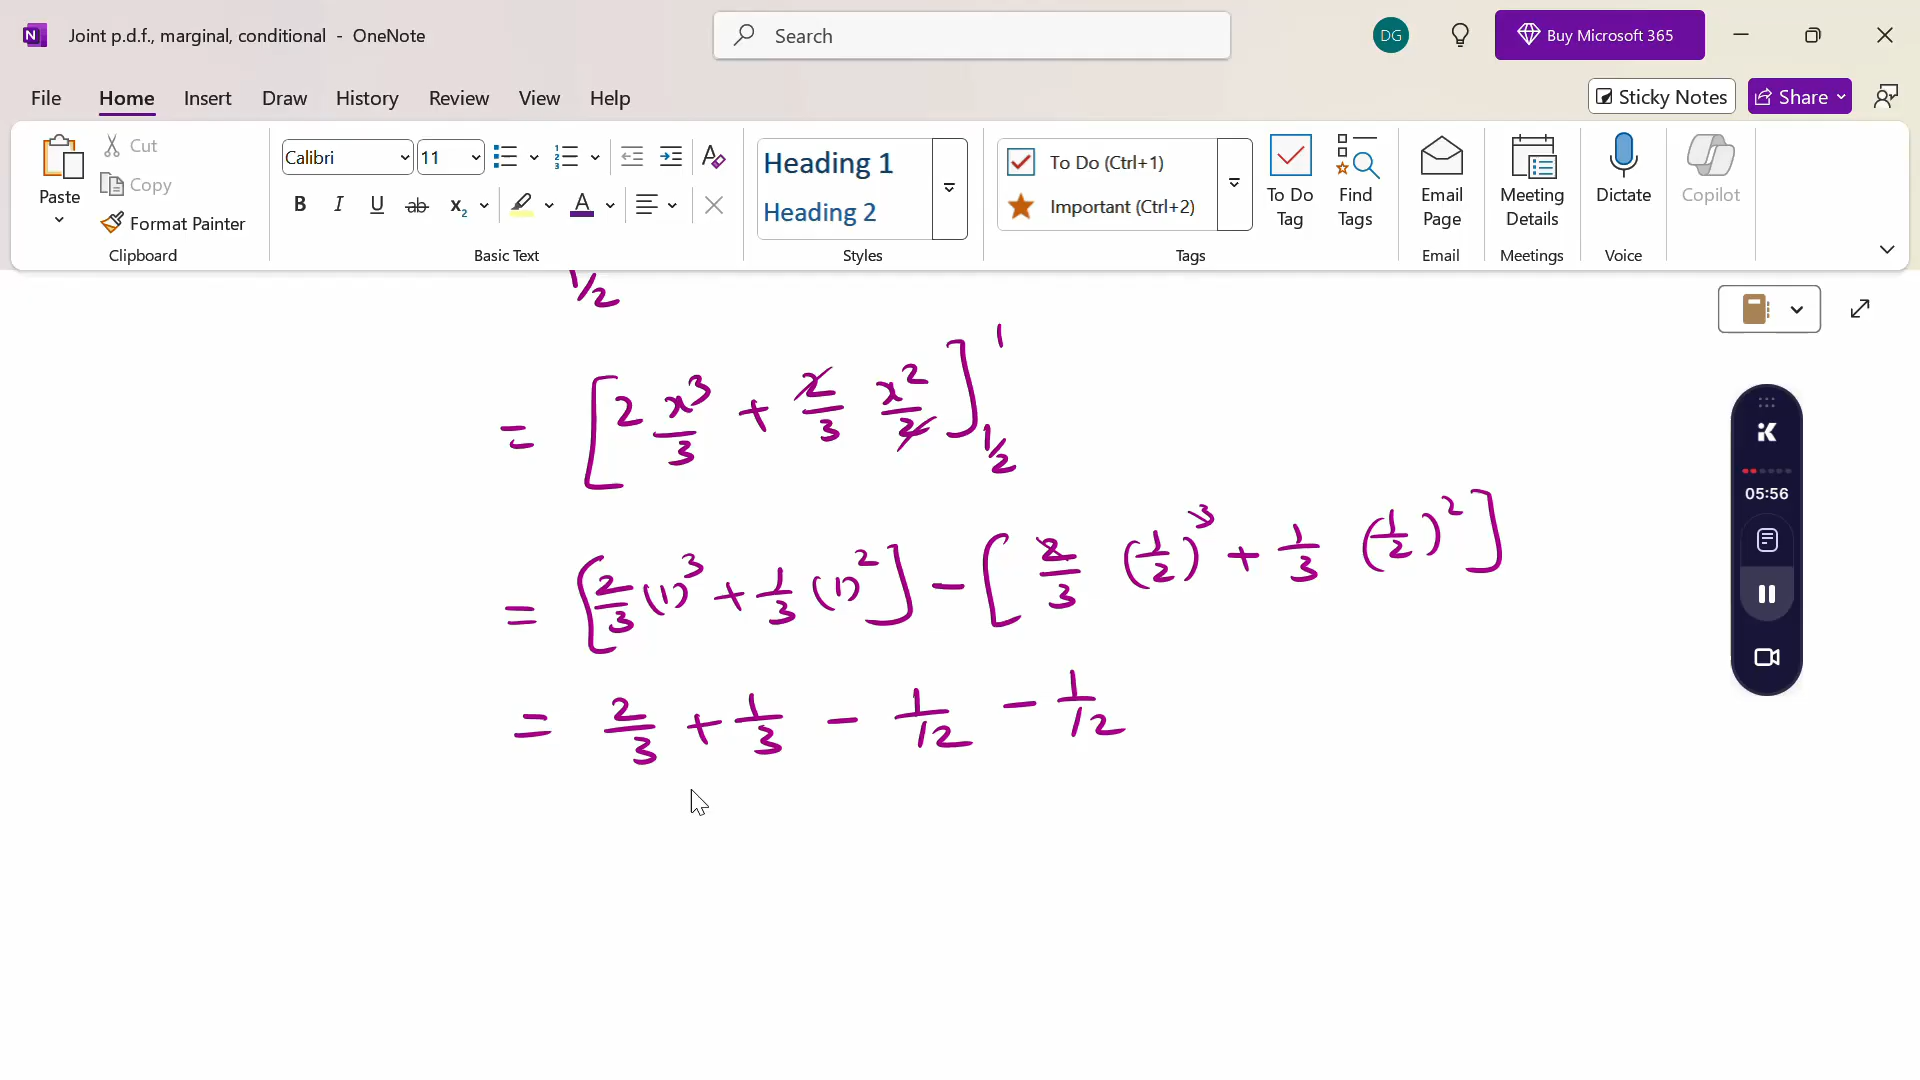 Joint p.d.f., marginal, conditional - OneNote
Search
DG
Buy Microsoft 365
File Home Insert Draw History Review View Help
Sticky Notes
Share
Paste
Cut
Copy
Format Painter
Clipboard
Calibri 11
B I U ab x₂ A
Basic Text
Heading 1
Heading 2
Styles
To Do (Ctrl+1)
Important (Ctrl+2)
To Do Tag
Find Tags
Tags
Email Page
Email
Meeting Details
Meetings
Dictate
Voice
Copilot
1/2
= [2 x³/3 + 2/3 x²/2]¹_1/2
= [2/3 (1)³ + 1/3 (1)²] - [2/3 (1/2)³ + 1/3 (1/2)²]
= 2/3 + 1/3 - 1/12 - 1/12
05:56